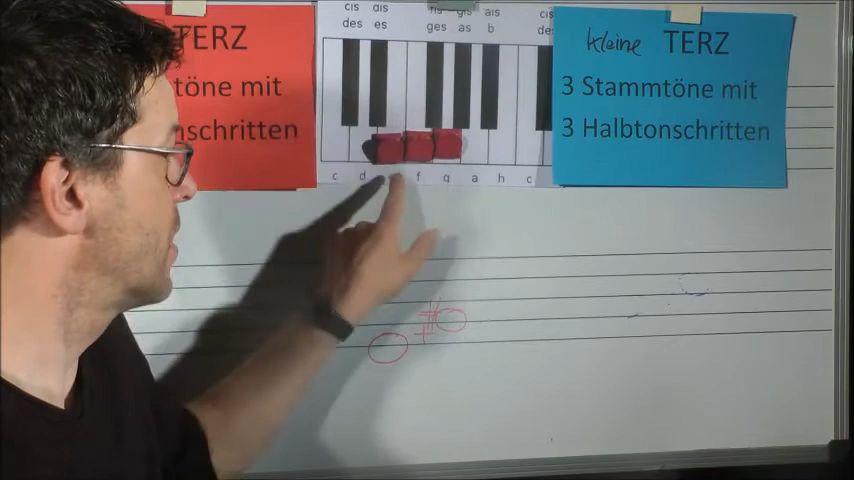 TERZ
töne mit
schritten
cis dis fis gis ais cis
des es ges as b des
c d f g a h c
kleine TERZ
3 Stammtöne mit
3 Halbtonschritten